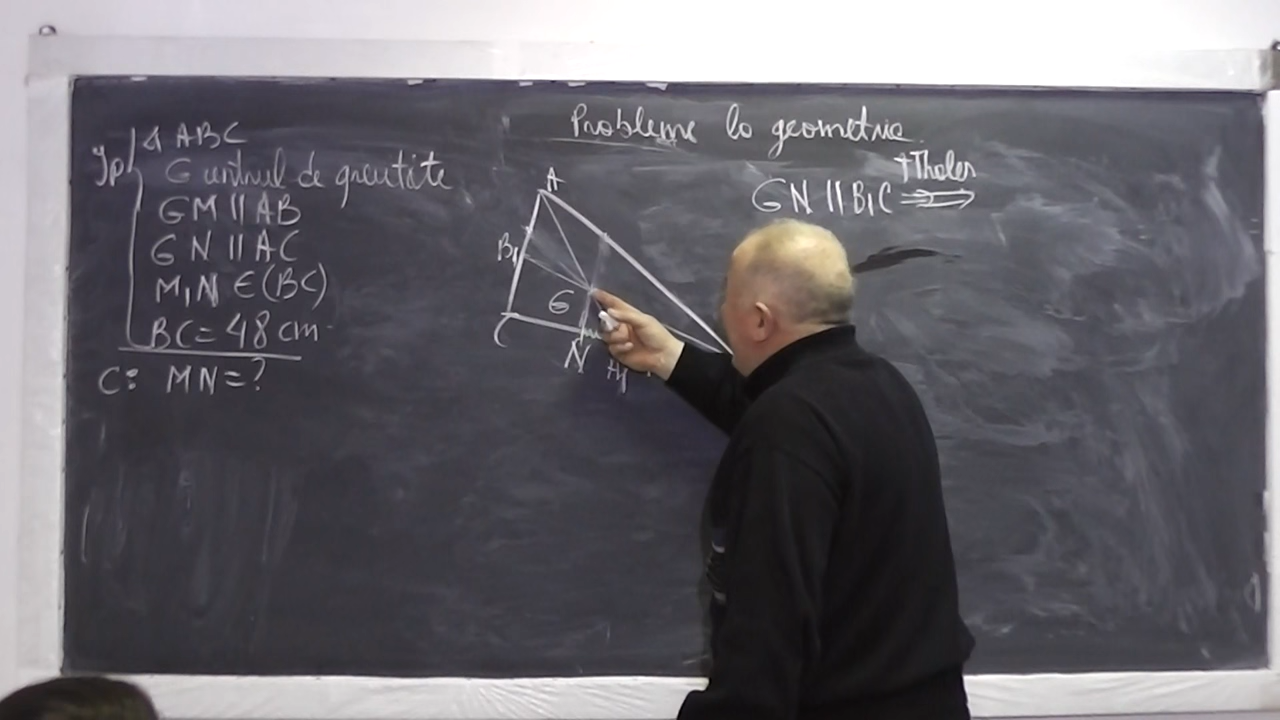 Probleme la geometrie
Ip
∆ ABC
G centrul de greutate
GM || AB
GN || AC
M, N ∈ (BC)
BC = 48 cm
C: MN = ?
A
B₁
G
C
N
GN || B₁C
T Thales
⟹